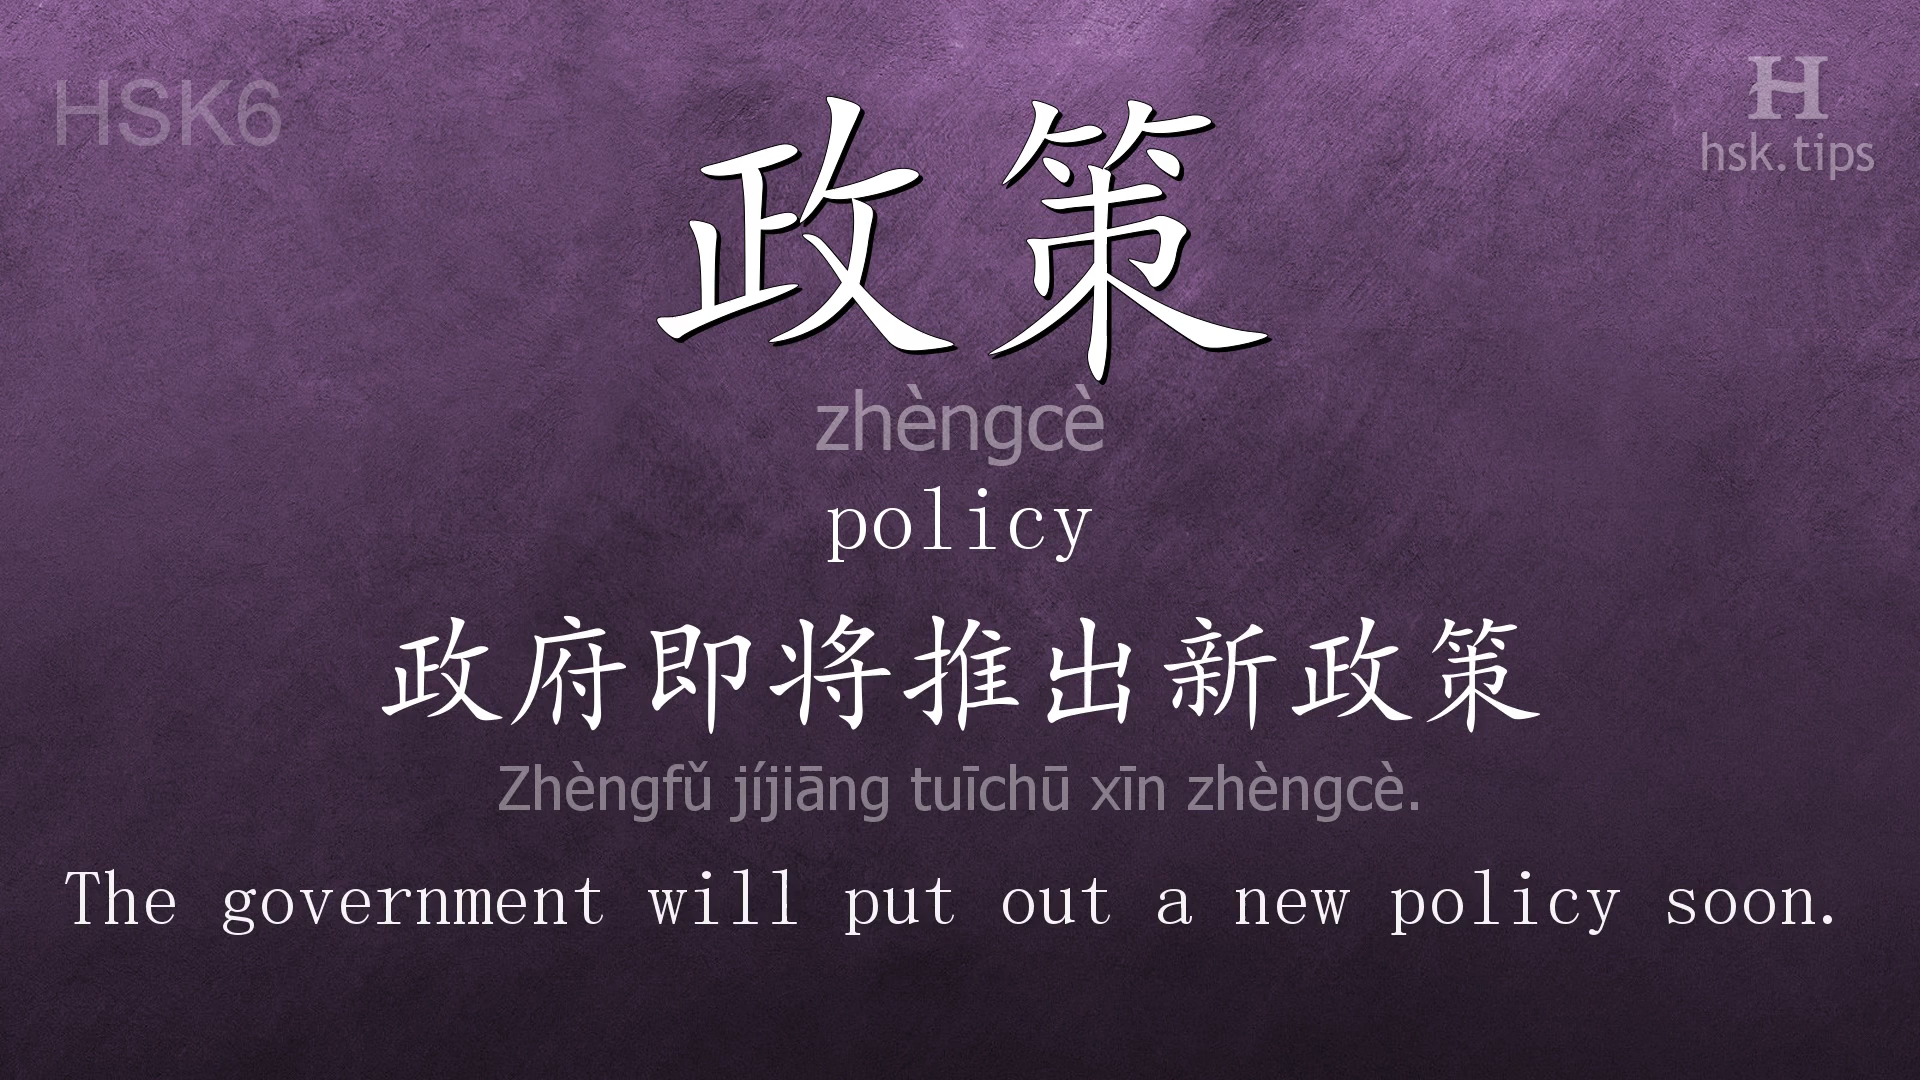 HSK6
H
hsk.tips
政策
zhèngcè
policy
政府即将推出新政策
Zhèngfǔ jíjiāng tuīchū xīn zhèngcè.
The government will put out a new policy soon.